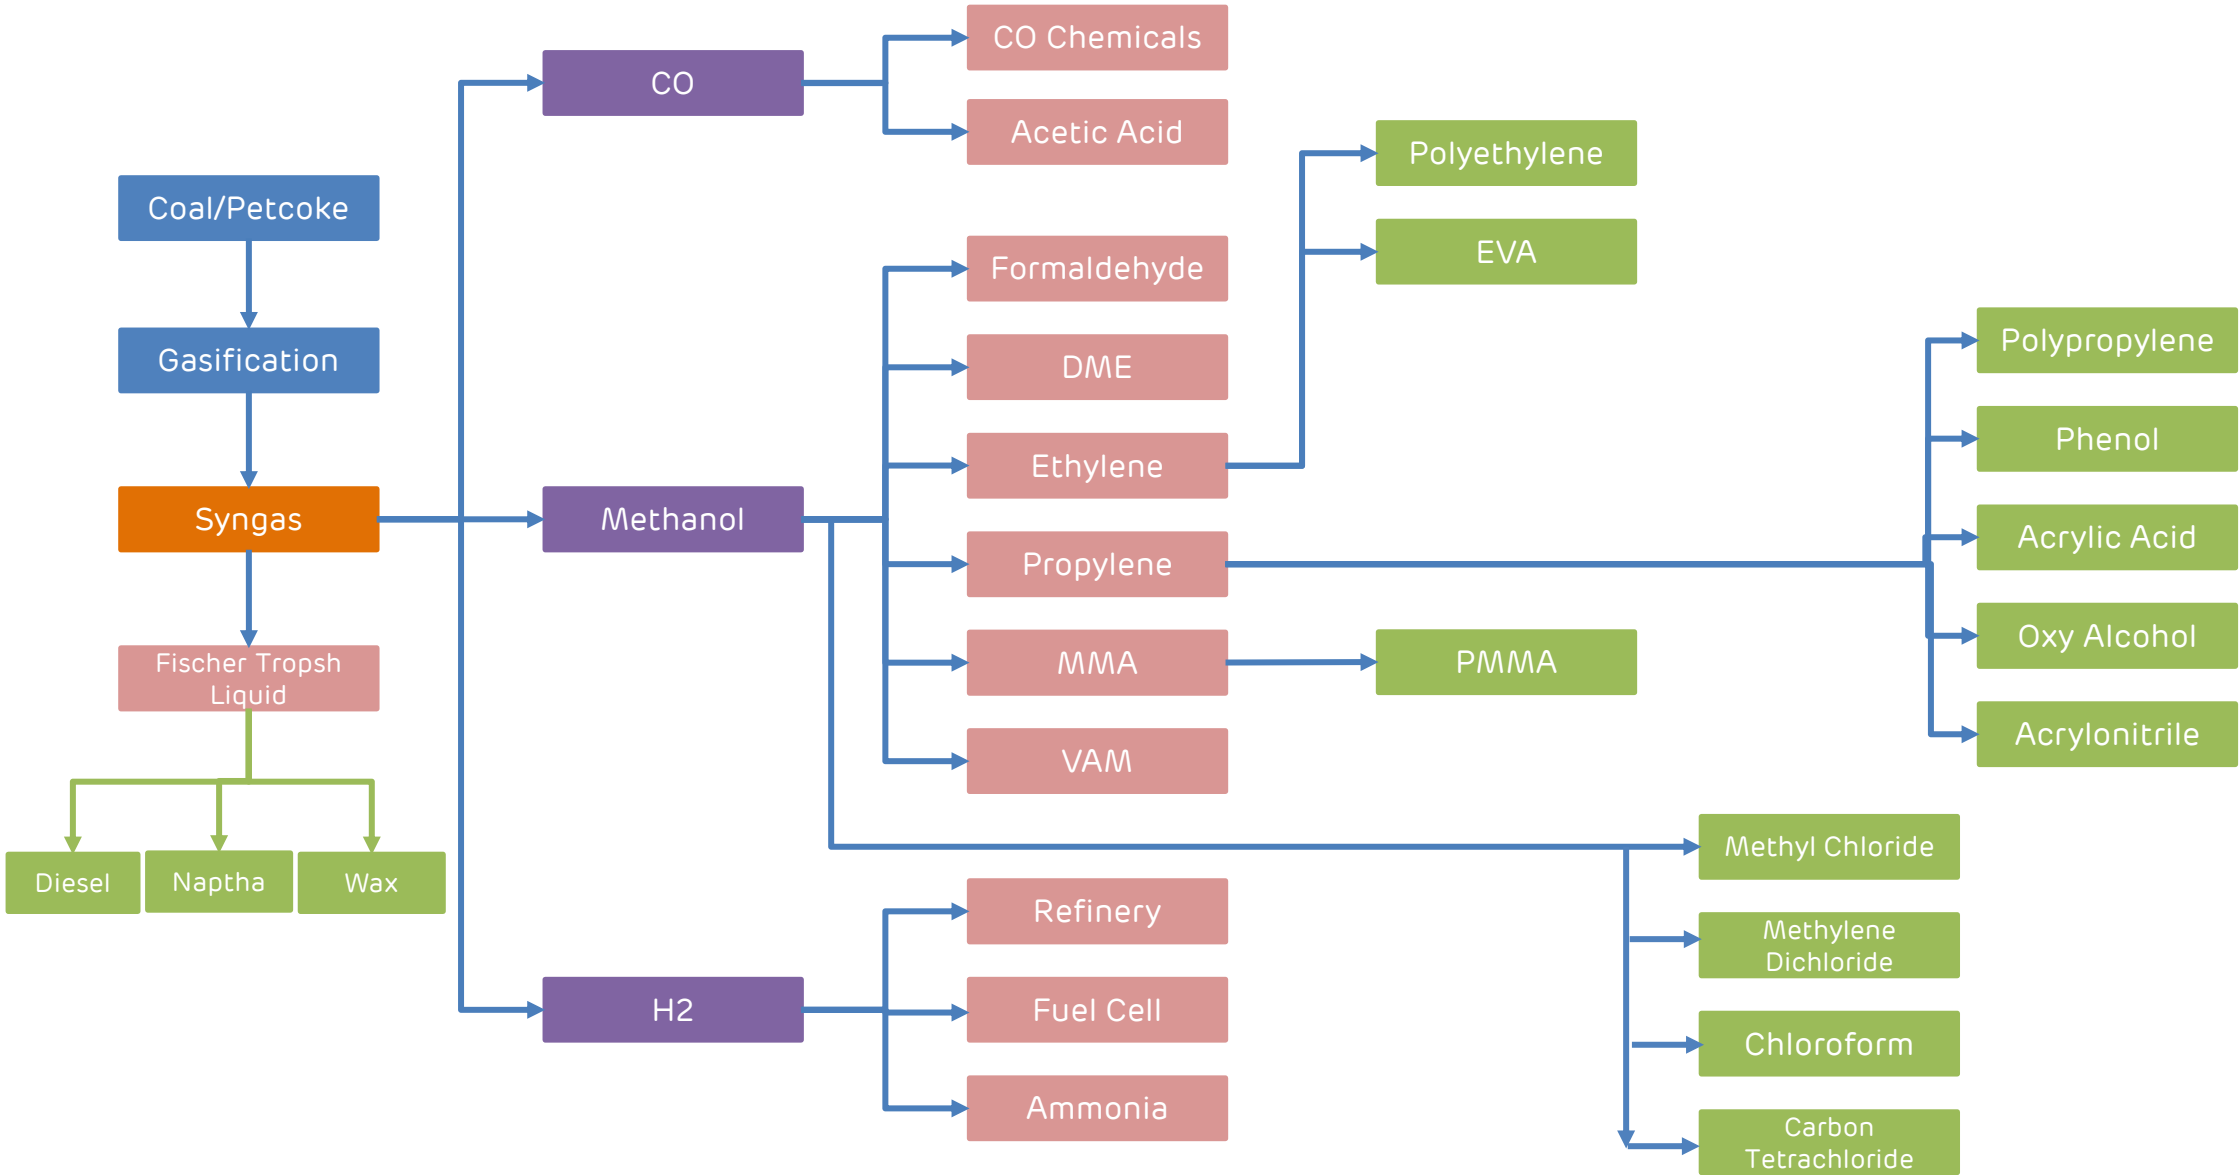 CO Chemicals
CO
Acetic Acid
Polyethylene
Coal/Petcoke
EVA
Formaldehyde
Polypropylene
Gasification
DME
Phenol
Ethylene
Syngas
Methanol
Acrylic Acid
Propylene
Oxy Alcohol
Fischer Tropsh
Liquid
MMA
PMMA
Acrylonitrile
VAM
Methyl Chloride
Diesel
Naptha
Wax
Refinery
Methylene
Dichloride
H2
Fuel Cell
Chloroform
Ammonia
Carbon
Tetrachloride